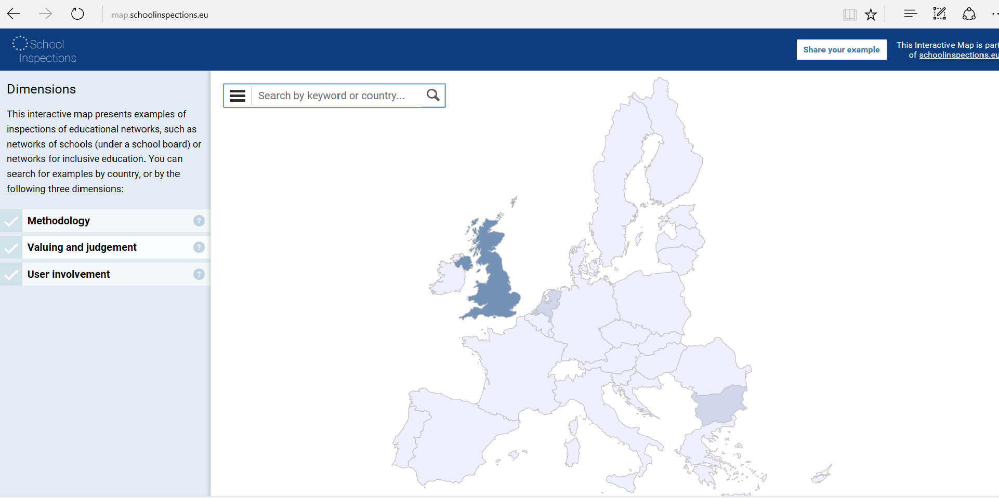 map.schoolinspections.eu
School
Inspections
Share your example
This Interactive Map is part
of schoolinspections.eu
Dimensions
This interactive map presents examples of
inspections of educational networks, such as
networks of schools (under a school board) or
networks for inclusive education. You can
search for examples by country, or by the
following three dimensions:
Methodology ?
Valuing and judgement ?
User involvement ?
Search by keyword or country...